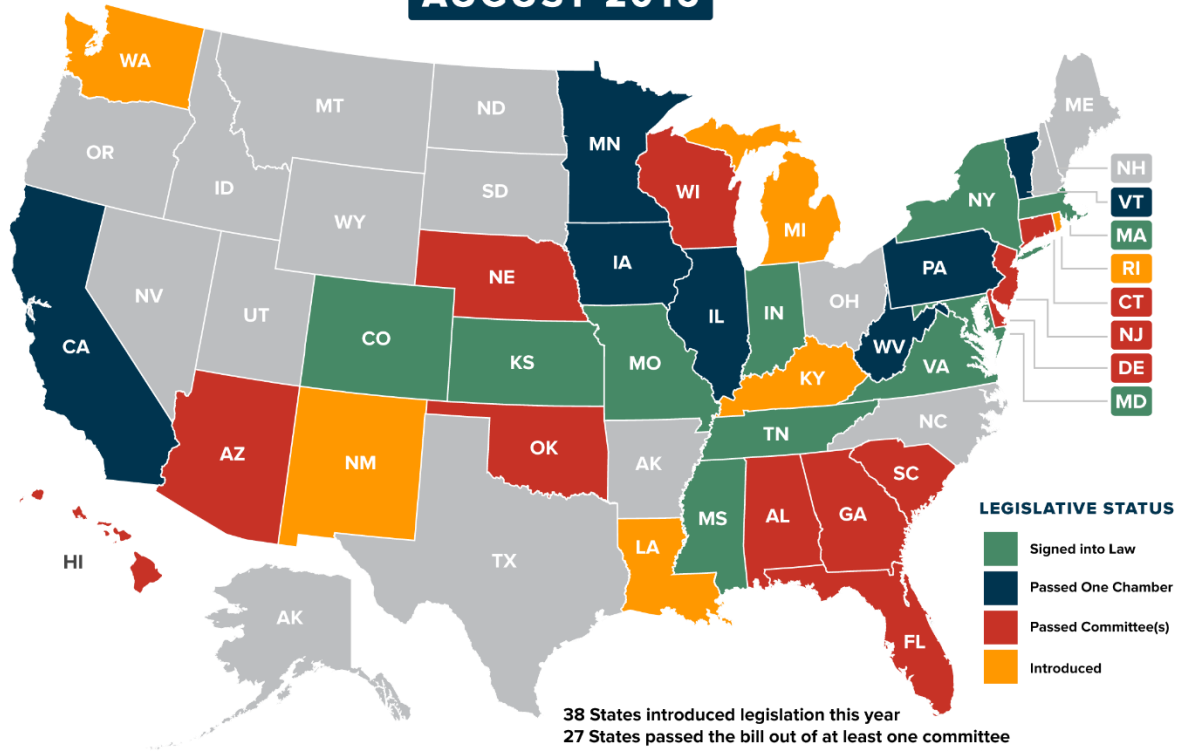 AUGUST
WA
MT
ND
ME
OR
MN
ID
SD
WI
NH
WY
NY
VT
MI
MA
IA
PA
RI
NE
NV
OH
CT
UT
IL
IN
NJ
CA
CO
WV
KS
MO
VA
DE
KY
MD
NC
TN
AZ
NM
OK
AK
SC
MS
AL
GA
LA
HI
TX
AK
FL
LEGISLATIVE STATUS
Signed into Law
Passed One Chamber
Passed Committee(s)
Introduced
38 States introduced legislation this year
27 States passed the bill out of at least one committee